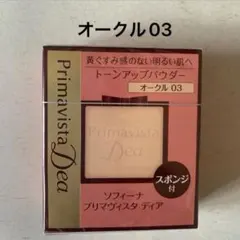 オークル03
黄ぐすみ感のない明るい肌へ
トーンアップパウダー
オークル 03
Primavista
Dea
スポンジ
付
ソフィーナ
プリマヴィスタ ディア